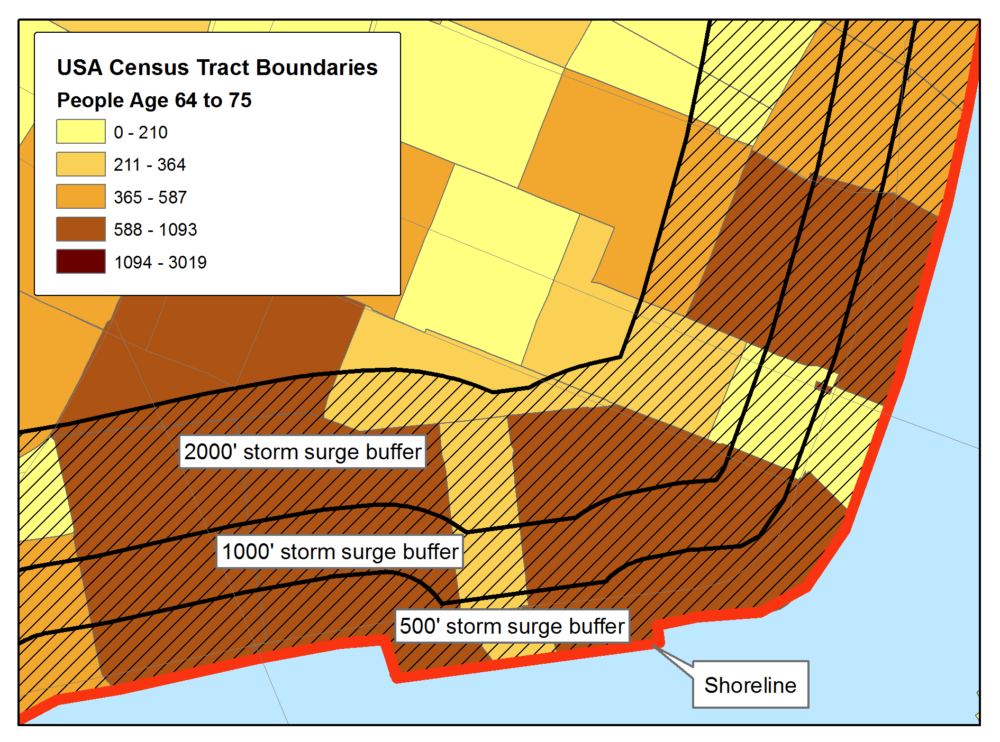 USA Census Tract Boundaries
People Age 64 to 75
0 - 210
211 - 364
365 - 587
588 - 1093
1094 - 3019
2000' storm surge buffer
1000' storm surge buffer
500' storm surge buffer
Shoreline